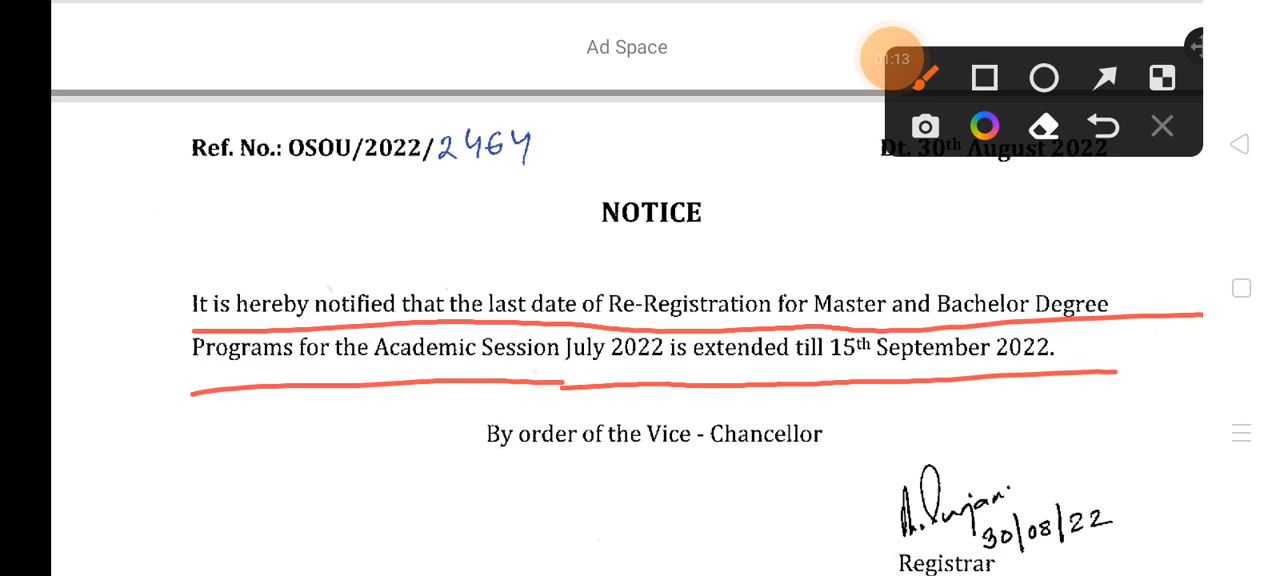 Ad Space
01:13
Ref. No.: OSOU/2022/2464
Dt. 30th August 2022
NOTICE
It is hereby notified that the last date of Re-Registration for Master and Bachelor Degree
Programs for the Academic Session July 2022 is extended till 15th September 2022.
By order of the Vice - Chancellor
30/08/22
Registrar